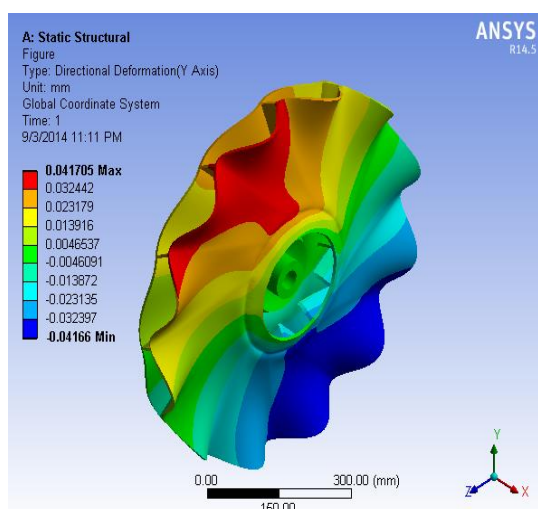 A: Static Structural
Figure
Type: Directional Deformation(Y Axis)
Unit: mm
Global Coordinate System
Time: 1
9/3/2014 11:11 PM
ANSYS
R14.5
0.041705 Max
0.032442
0.023179
0.013916
0.0046537
-0.0046091
-0.013872
-0.023135
-0.032397
-0.04166 Min
0.00 300.00 (mm)
150.00
Y
Z X